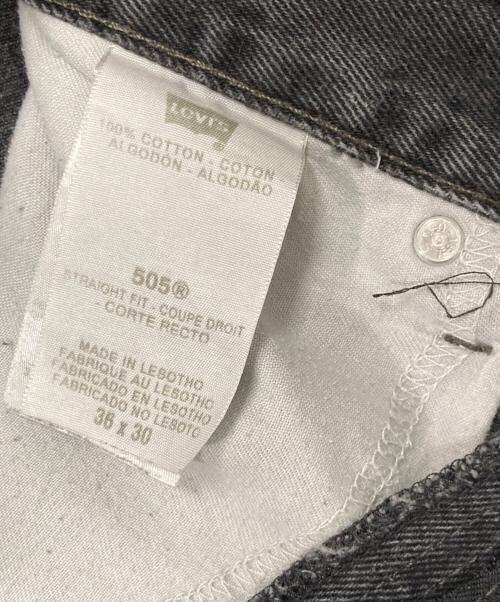 LEVI'S®
100% COTTON - COTON
ALGODÓN - ALGODÃO
505®
STRAIGHT FIT - COUPE DROIT
- CORTE RECTO
MADE IN LESOTHO
FABRIQUE AU LESOTHO
FABRICADO EN LESOTHO
FABRICADO NO LESOTO
36 x 30